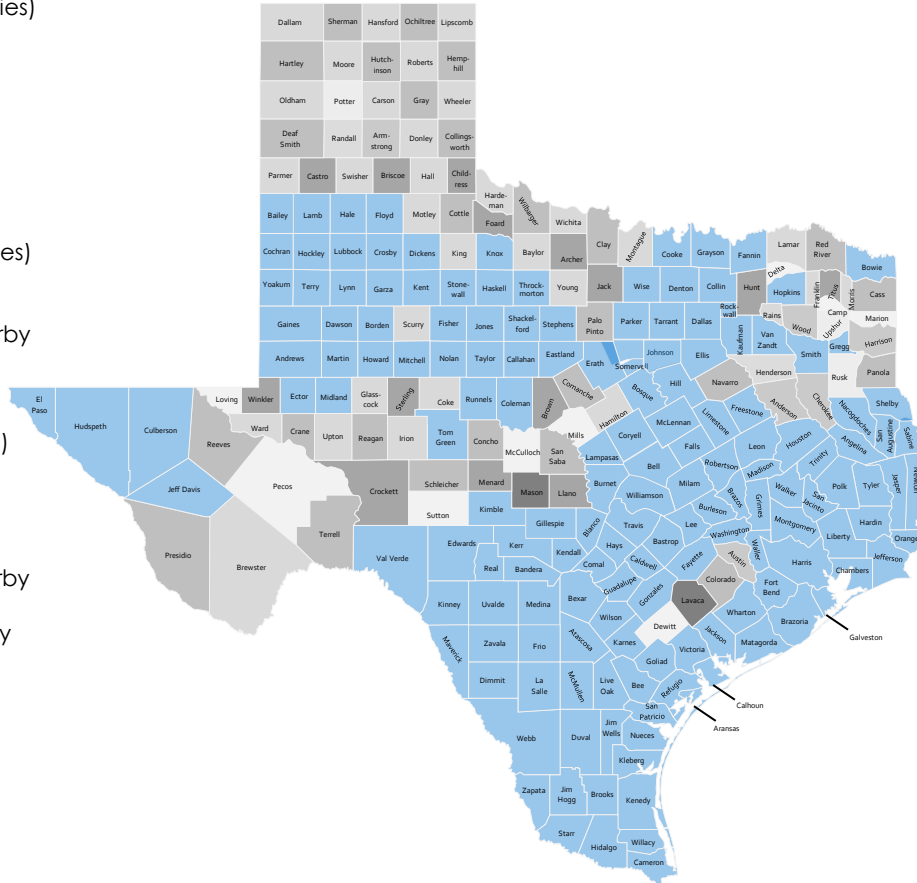 ies)
Dallam Sherman Hansford Ochiltree Lipscomb
Hartley Moore Hutch-
inson Roberts Hemp-
hill
Oldham Potter Carson Gray Wheeler
Deaf
Smith Randall Arm-
strong Donley Collings-
worth
Parmer Castro Swisher Briscoe Hall Child-
ress
Bailey Lamb Hale Floyd Motley Cottle Harde-
man
Foard Wilbarger Wichita
Clay Montague Cooke Grayson Fannin Lamar Red
River Bowie
es)
Cochran Hockley Lubbock Crosby Dickens King Knox Baylor Archer
Delta
Yoakum Terry Lynn Garza Kent Stone-
wall Haskell Throck-
morton Young Jack Wise Denton Collin Hunt Hopkins Franklin Titus Morris Cass
rby
Gaines Dawson Borden Scurry Fisher Jones Shackel-
ford Stephens Palo
Pinto Parker Tarrant Dallas Rock-
wall Kaufman Rains Wood Camp Upshur Marion
Van
Zandt Smith Gregg Harrison
Andrews Martin Howard Mitchell Nolan Taylor Callahan Eastland Erath Somervell Johnson Ellis
Henderson Rusk Panola
El
Paso Hudspeth Culberson Loving Winkler Ector Midland Glass-
cock Sterling Coke Runnels Coleman Brown Comanche Hamilton Bosque Hill Navarro Anderson Cherokee Nacogdoches Shelby
)
Reeves Ward Crane Upton Reagan Irion Tom
Green Concho McCulloch Mills San
Saba Lampasas Coryell McLennan Limestone Freestone Leon Houston Angelina San
Augustine Sabine
Jeff Davis Pecos Crockett Schleicher Menard Mason Llano Burnet Bell Falls Robertson Madison Trinity
Sutton Kimble Williamson Milam Brazos Grimes Walker San
Jacinto Polk Tyler Jasper Newton
Presidio Brewster Terrell Val Verde Edwards Gillespie Blanco Travis Lee Burleson Washington Montgomery Liberty Hardin Orange
rby
Real Kerr Bandera Kendall Hays Bastrop Fayette Austin Waller Harris Chambers Jefferson
Comal Caldwell Guadalupe Gonzales Lavaca Colorado Fort
Bend
y
Kinney Uvalde Medina Bexar Wilson Dewitt Wharton Brazoria Galveston
Maverick Zavala Frio Atascosa Karnes Goliad Victoria Jackson Matagorda
Dimmit La
Salle McMullen Live
Oak Bee Refugio Calhoun
San
Patricio Aransas
Webb Duval Jim
Wells Nueces
Kleberg
Zapata Jim
Hogg Brooks Kenedy
Starr Hidalgo Willacy
Cameron